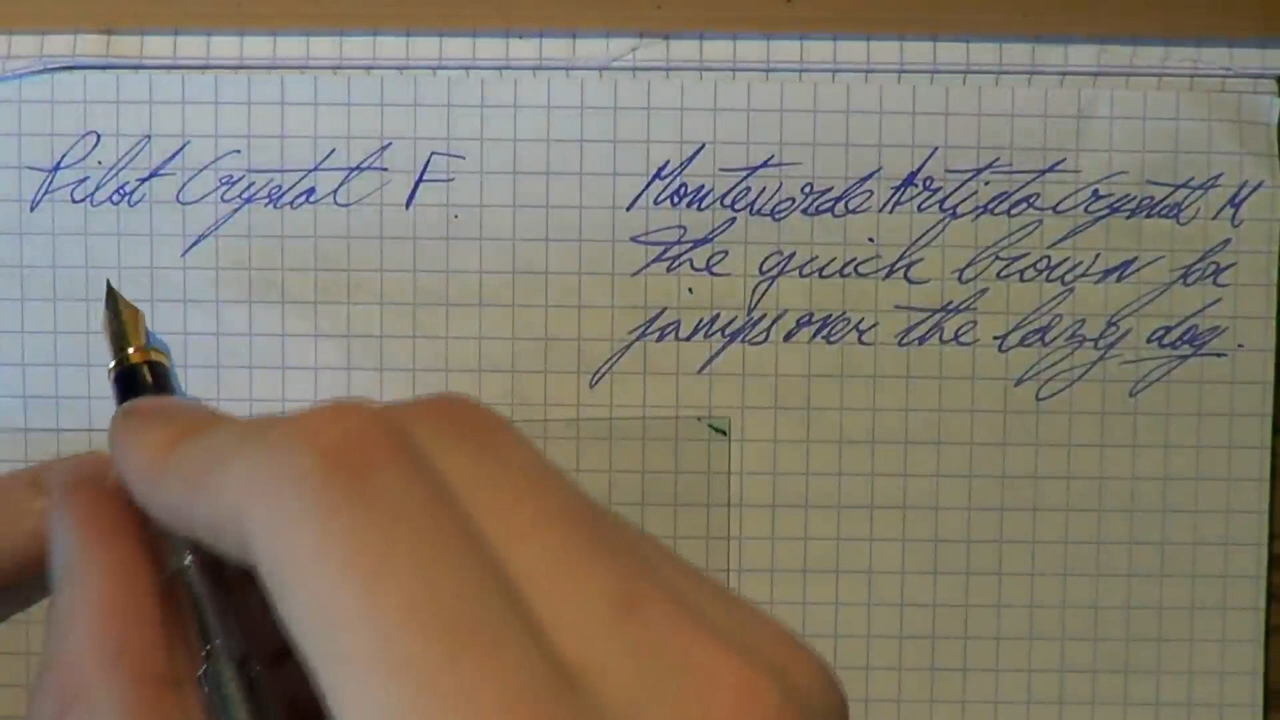 Pilot Crystal F
Monteverde Artista Crystal M
The quick brown fox
jumps over the lazy dog.